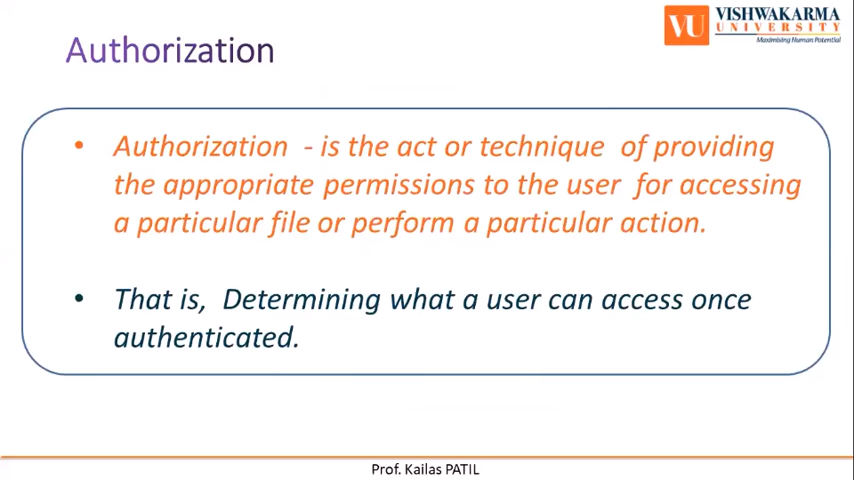 VISHWAKARMA
VU UNIVERSITY
Maximising Human Potential
Authorization
• Authorization - is the act or technique of providing
the appropriate permissions to the user for accessing
a particular file or perform a particular action.
• That is, Determining what a user can access once
authenticated.
Prof. Kailas PATIL